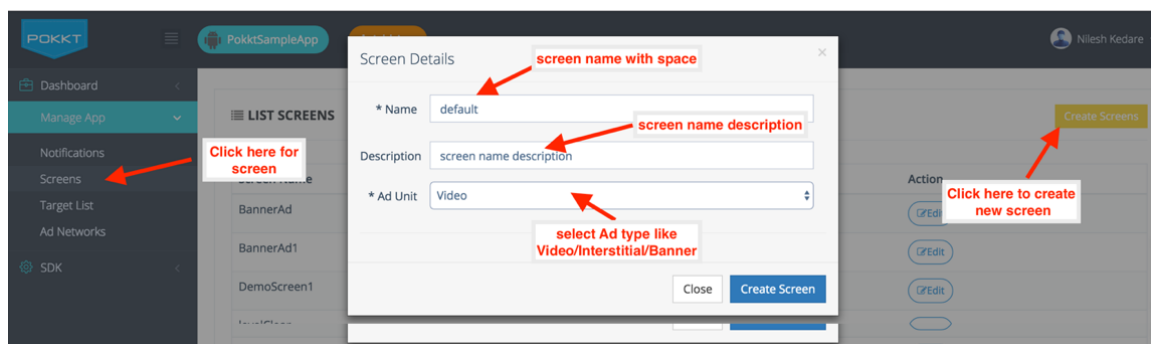 POKKT
PokktSampleApp
Nilesh Kedare
Screen Details
×
screen name with space
Dashboard
Manage App
* Name
default
LIST SCREENS
screen name description
Create Screens
Notifications
Click here for
screen
Description
screen name description
Screens
Screen Name
Action
Target List
* Ad Unit
Video
Click here to create
new screen
BannerAd
Edit
Ad Networks
select Ad type like
Video/Interstitial/Banner
BannerAd1
Edit
SDK
DemoScreen1
Close
Create Screen
Edit